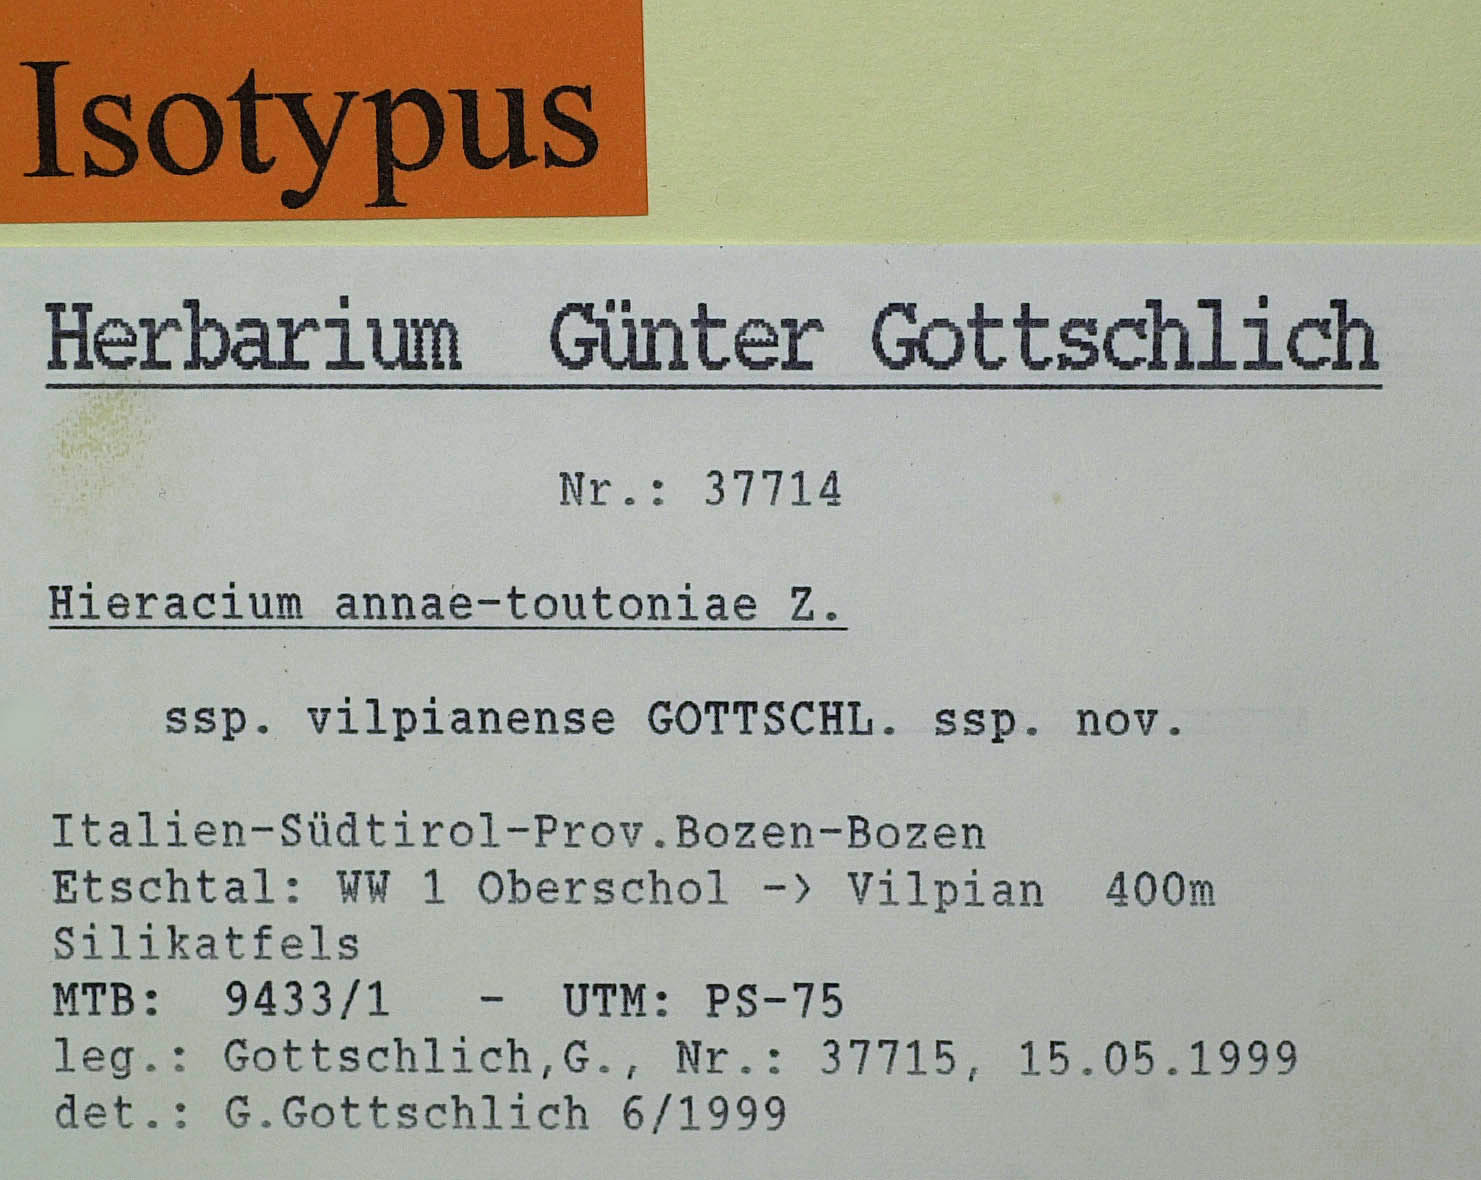 Isotypus
Herbarium Günter Gottschlich
Nr.: 37714
Hieracium annae-toutoniae Z.
ssp. vilpianense GOTTSCHL. ssp. nov.
Italien-Südtirol-Prov.Bozen-Bozen
Etschtal: WW 1 Oberschol -> Vilpian 400m
Silikatfels
MTB: 9433/1 - UTM: PS-75
leg.: Gottschlich,G., Nr.: 37715, 15.05.1999
det.: G.Gottschlich 6/1999